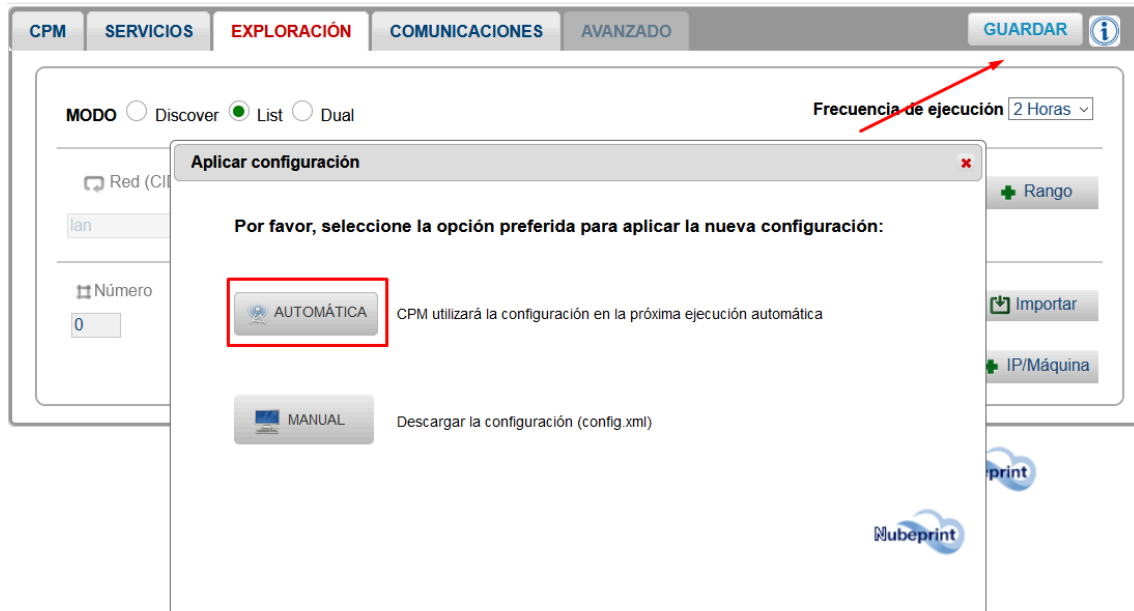 CPM SERVICIOS EXPLORACIÓN COMUNICACIONES AVANZADO GUARDAR
MODO Discover List Dual Frecuencia de ejecución 2 Horas
Aplicar configuración
Red (CI Rango
lan
Por favor, seleccione la opción preferida para aplicar la nueva configuración:
Número
0
AUTOMÁTICA CPM utilizará la configuración en la próxima ejecución automática
Importar
IP/Máquina
MANUAL Descargar la configuración (config.xml)
print
Nubeprint